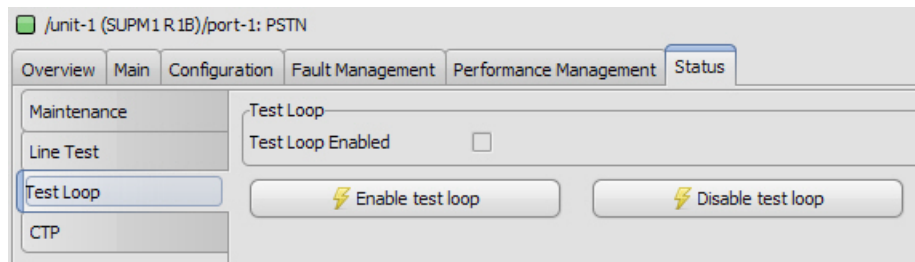 /unit-1 (SUPM1 R1B)/port-1: PSTN
Overview Main Configuration Fault Management Performance Management Status
Maintenance
Line Test
Test Loop
CTP
Test Loop
Test Loop Enabled
Enable test loop Disable test loop